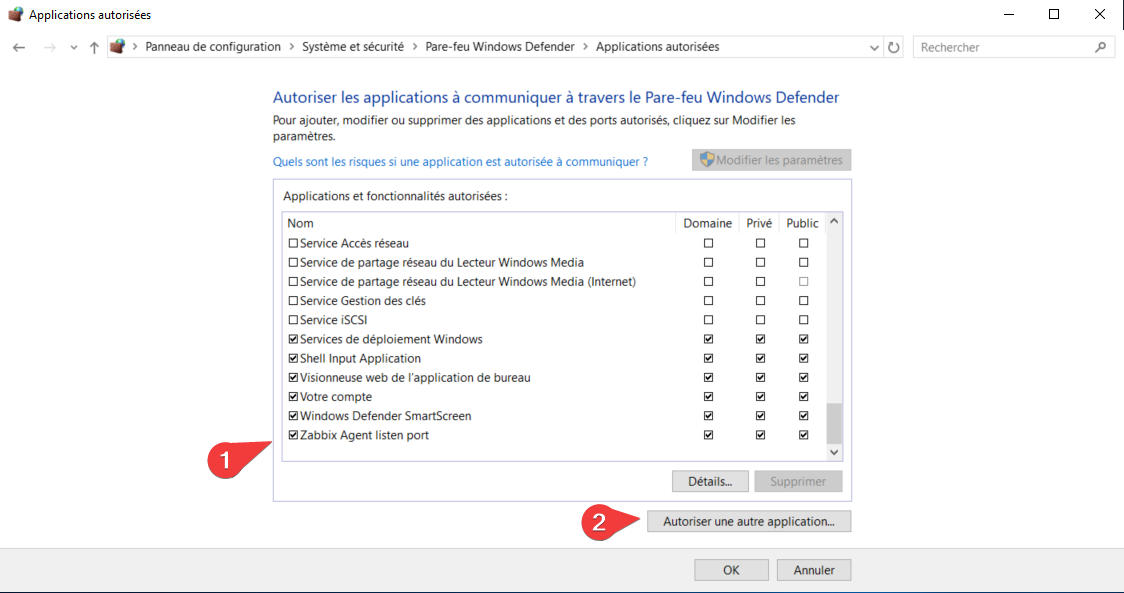 Applications autorisées
Panneau de configuration > Système et sécurité > Pare-feu Windows Defender > Applications autorisées
Rechercher
Autoriser les applications à communiquer à travers le Pare-feu Windows Defender
Pour ajouter, modifier ou supprimer des applications et des ports autorisés, cliquez sur Modifier les
paramètres.
Quels sont les risques si une application est autorisée à communiquer ?
Modifier les paramètres
Applications et fonctionnalités autorisées :
Nom Domaine Privé Public
Service Accès réseau
Service de partage réseau du Lecteur Windows Media
Service de partage réseau du Lecteur Windows Media (Internet)
Service Gestion des clés
Service iSCSI
Services de déploiement Windows
Shell Input Application
Visionneuse web de l'application de bureau
Votre compte
Windows Defender SmartScreen
Zabbix Agent listen port
1
Détails... Supprimer
2
Autoriser une autre application...
OK Annuler